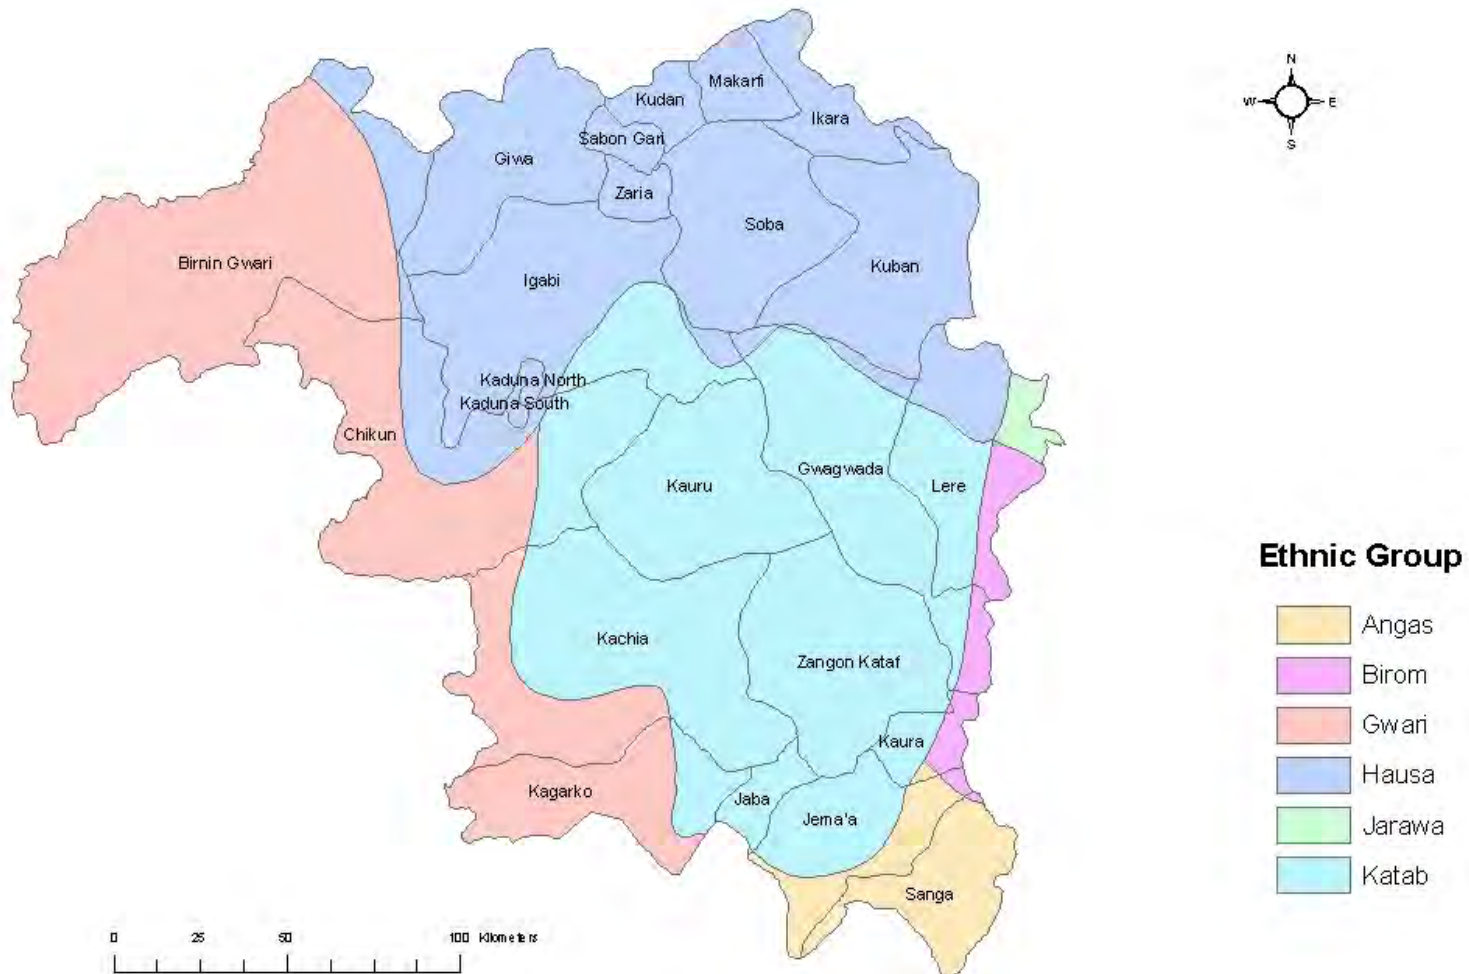 N
W E
S
Makarfi
Kudan
Ikara
Sabon Gari
Giwa
Zaria
Soba
Birnin Gwari
Kuban
Igabi
Kaduna North
Kaduna South
Chikun
Gwagwada
Kauru
Lere
Kachia
Zangon Kataf
Kaura
Kagarko
Jaba
Jema'a
Sanga
Ethnic Group
Angas
Birom
Gwari
Hausa
Jarawa
Katab
0 25 50 100 Kilometers